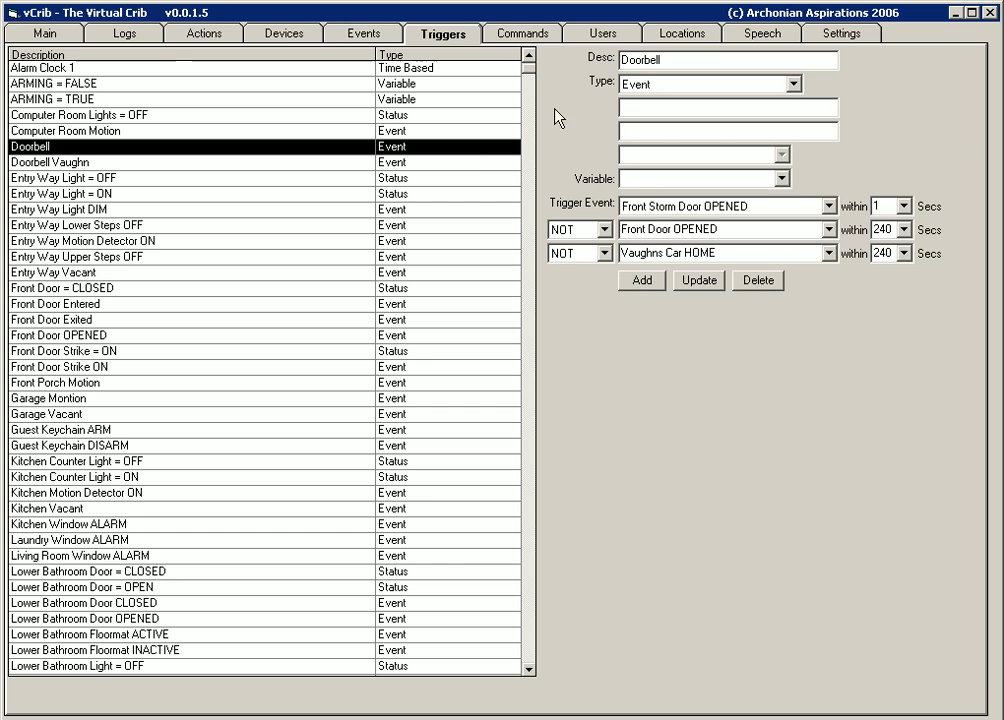 vCrib - The Virtual Crib v0.0.1.5 (c) Archonian Aspirations 2006
Main Logs Actions Devices Events Triggers Commands Users Locations Speech Settings
Description Type
Alarm Clock 1 Time Based
ARMING = FALSE Variable
ARMING = TRUE Variable
Computer Room Lights = OFF Status
Computer Room Motion Event
Doorbell Event
Doorbell Vaughn Event
Entry Way Light = OFF Status
Entry Way Light = ON Status
Entry Way Light DIM Event
Entry Way Lower Steps OFF Event
Entry Way Motion Detector ON Event
Entry Way Upper Steps OFF Event
Entry Way Vacant Event
Front Door = CLOSED Status
Front Door Entered Event
Front Door Exited Event
Front Door OPENED Event
Front Door Strike = ON Status
Front Door Strike ON Event
Front Porch Motion Event
Garage Montion Event
Garage Vacant Event
Guest Keychain ARM Event
Guest Keychain DISARM Event
Kitchen Counter Light = OFF Status
Kitchen Counter Light = ON Status
Kitchen Motion Detector ON Event
Kitchen Vacant Event
Kitchen Window ALARM Event
Laundry Window ALARM Event
Living Room Window ALARM Event
Lower Bathroom Door = CLOSED Status
Lower Bathroom Door = OPEN Status
Lower Bathroom Door CLOSED Event
Lower Bathroom Door OPENED Event
Lower Bathroom Floormat ACTIVE Event
Lower Bathroom Floormat INACTIVE Event
Lower Bathroom Light = OFF Status
Desc: Doorbell
Type: Event
Variable:
Trigger Event: Front Storm Door OPENED within 1 Secs
NOT Front Door OPENED within 240 Secs
NOT Vaughns Car HOME within 240 Secs
Add Update Delete